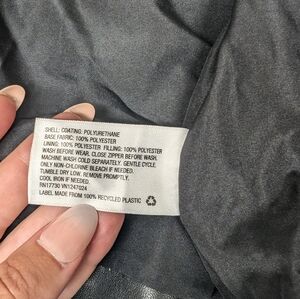 SHELL: COATING: POLYURETHANE
BASE FABRIC: 100% POLYESTER
LINING: 100% POLYESTER. FILLING: 100% POLYESTER
WASH BEFORE WEAR, CLOSE ZIPPER BEFORE WASH.
MACHINE WASH COLD SEPARATELY. GENTLE CYCLE
ONLY NON-CHLORINE BLEACH IF NEEDED.
TUMBLE DRY LOW. REMOVE PROMPTLY.
COOL IRON IF NEEDED.
RN17730 VN1247024
LABEL MADE FROM 100% RECYCLED PLASTIC